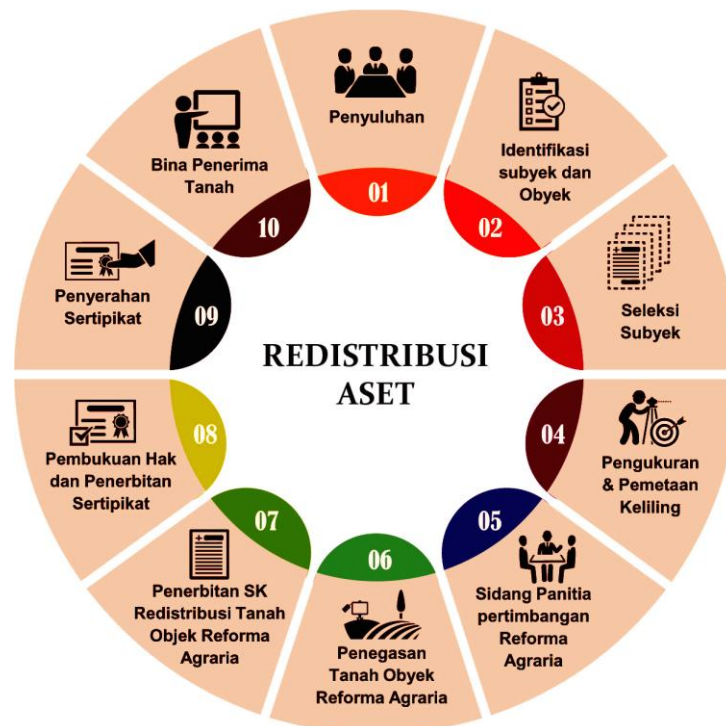 REDISTRIBUSI
ASET
01
Penyuluhan
02
Identifikasi
subyek dan
Obyek
03
Seleksi
Subyek
04
Pengukuran
& Pemetaan
Keliling
05
Sidang Panitia
pertimbangan
Reforma
Agraria
06
Penegasan
Tanah Obyek
Reforma Agraria
07
Penerbitan SK
Redistribusi Tanah
Objek Reforma
Agraria
08
Pembukuan Hak
dan Penerbitan
Sertipikat
09
Penyerahan
Sertipikat
10
Bina Penerima
Tanah